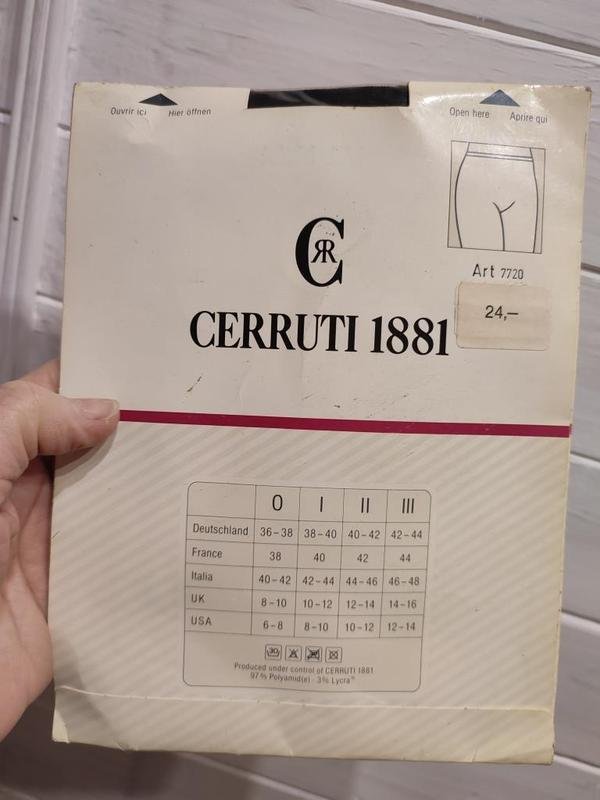 Ouvrir ici Hier öffnen
Open here Aprire qui
CRR
Art 7720
24,–
CERRUTI 1881
O I II III
Deutschland 36–38 38–40 40–42 42–44
France 38 40 42 44
Italia 40–42 42–44 44–46 46–48
UK 8–10 10–12 12–14 14–16
USA 6–8 8–10 10–12 12–14
30
Produced under control of CERRUTI 1881
97% Polyamid(e) · 3% Lycra®